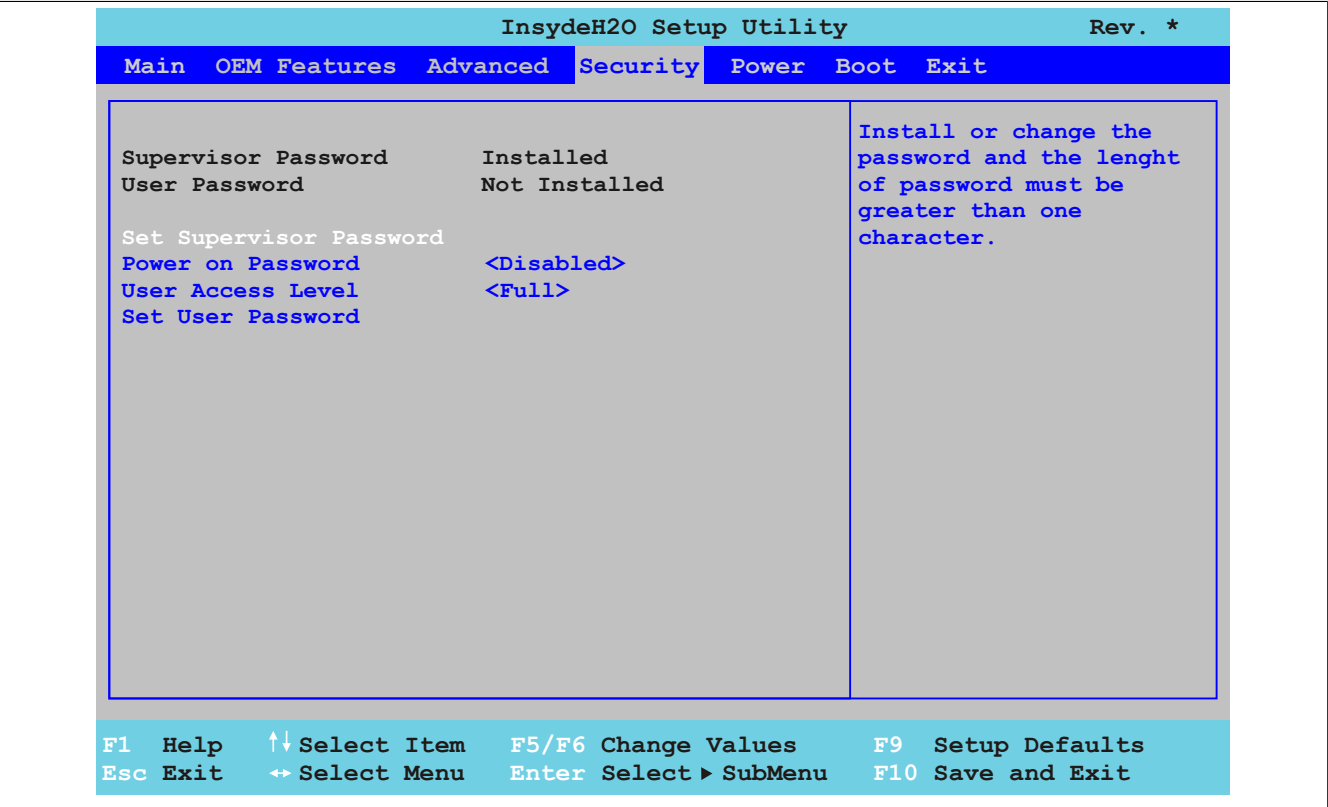 InsydeH2O Setup Utility Rev. *
Main OEM Features Advanced Security Power Boot Exit
Supervisor Password Installed
User Password Not Installed
Set Supervisor Password
Power on Password <Disabled>
User Access Level <Full>
Set User Password
Install or change the
password and the lenght
of password must be
greater than one
character.
F1 Help ↑↓ Select Item F5/F6 Change Values F9 Setup Defaults
Esc Exit ↔ Select Menu Enter Select ▶ SubMenu F10 Save and Exit